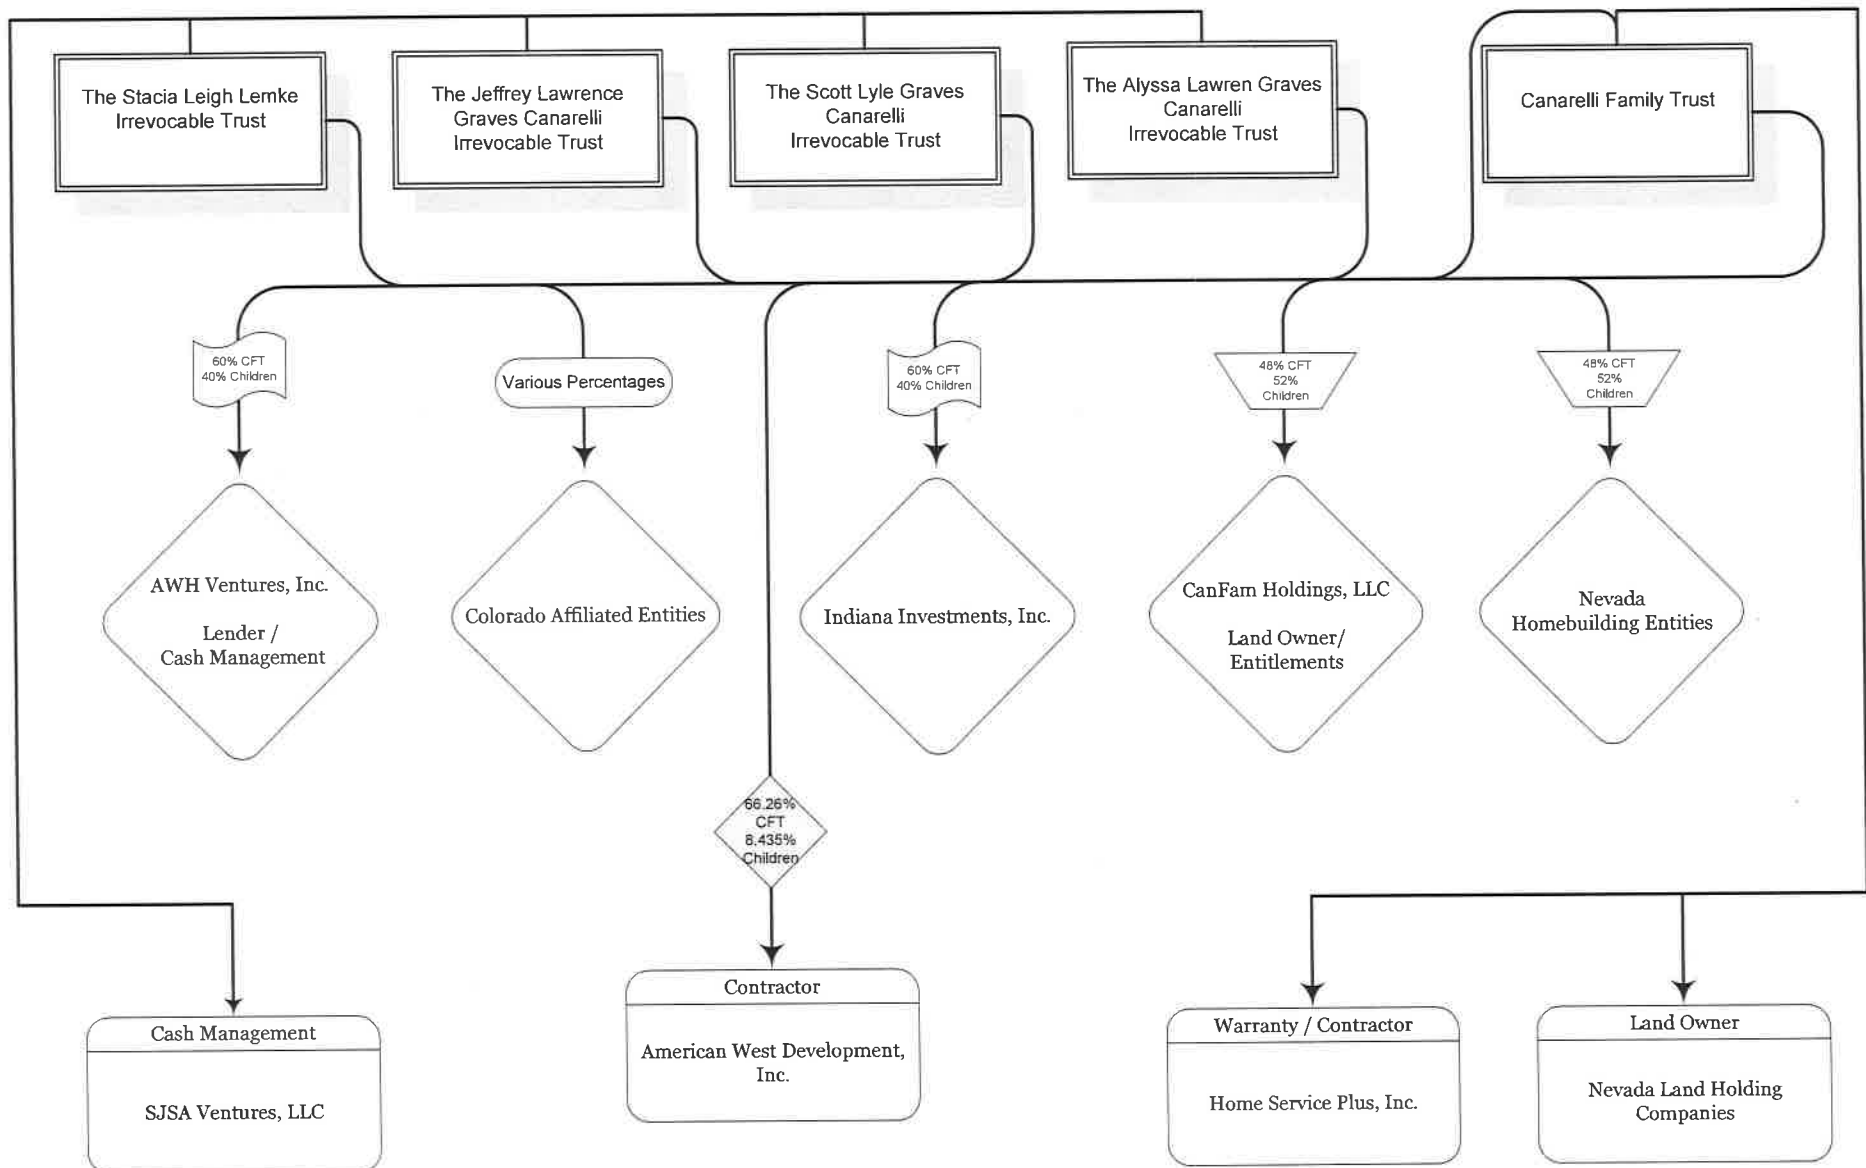 The Stacia Leigh Lemke
Irrevocable Trust
The Jeffrey Lawrence
Graves Canarelli
Irrevocable Trust
The Scott Lyle Graves
Canarelli
Irrevocable Trust
The Alyssa Lawren Graves
Canarelli
Irrevocable Trust
Canarelli Family Trust
60% CFT
40% Children
Various Percentages
60% CFT
40% Children
48% CFT
52%
Children
48% CFT
52%
Children
AWH Ventures, Inc.
Lender /
Cash Management
Colorado Affiliated Entities
Indiana Investments, Inc.
CanFam Holdings, LLC
Land Owner/
Entitlements
Nevada
Homebuilding Entities
66.26%
CFT
8.435%
Children
Cash Management
SJSA Ventures, LLC
Contractor
American West Development,
Inc.
Warranty / Contractor
Home Service Plus, Inc.
Land Owner
Nevada Land Holding
Companies